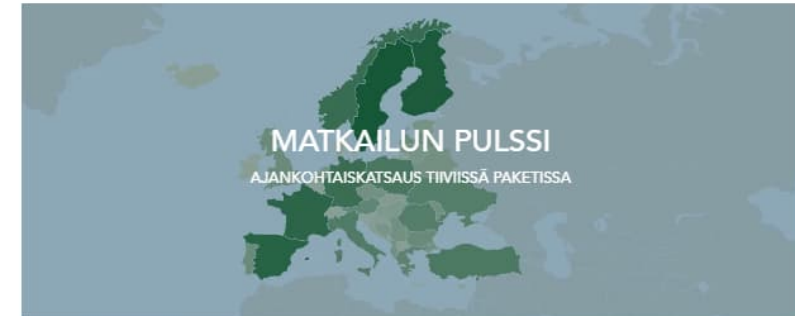 MATKAILUN PULSSI
AJANKOHTAISKATSAUS TIIVIISSÄ PAKETISSA